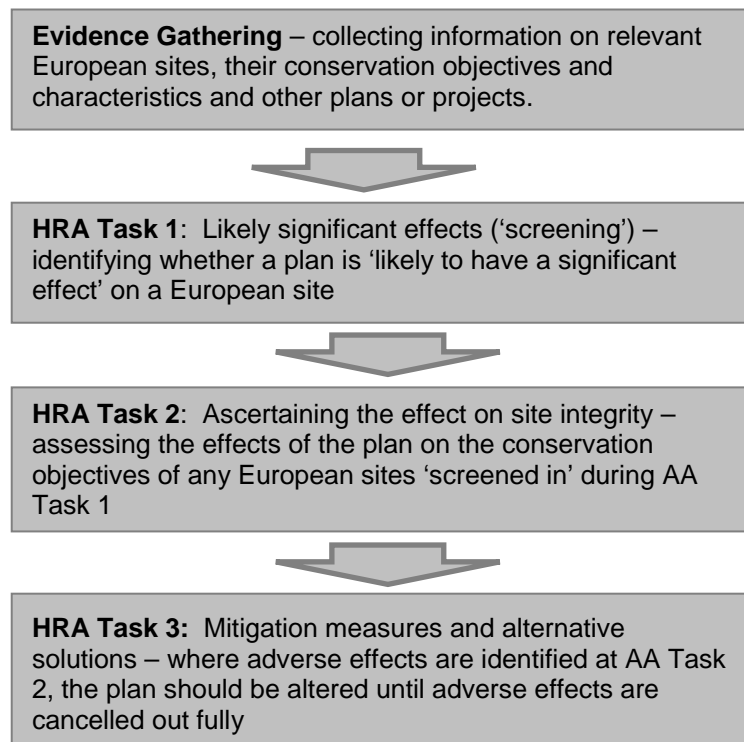 Evidence Gathering – collecting information on relevant
European sites, their conservation objectives and
characteristics and other plans or projects.
HRA Task 1:  Likely significant effects (‘screening’) –
identifying whether a plan is ‘likely to have a significant
effect’ on a European site
HRA Task 2:  Ascertaining the effect on site integrity –
assessing the effects of the plan on the conservation
objectives of any European sites ‘screened in’ during AA
Task 1
HRA Task 3:  Mitigation measures and alternative
solutions – where adverse effects are identified at AA Task
2, the plan should be altered until adverse effects are
cancelled out fully